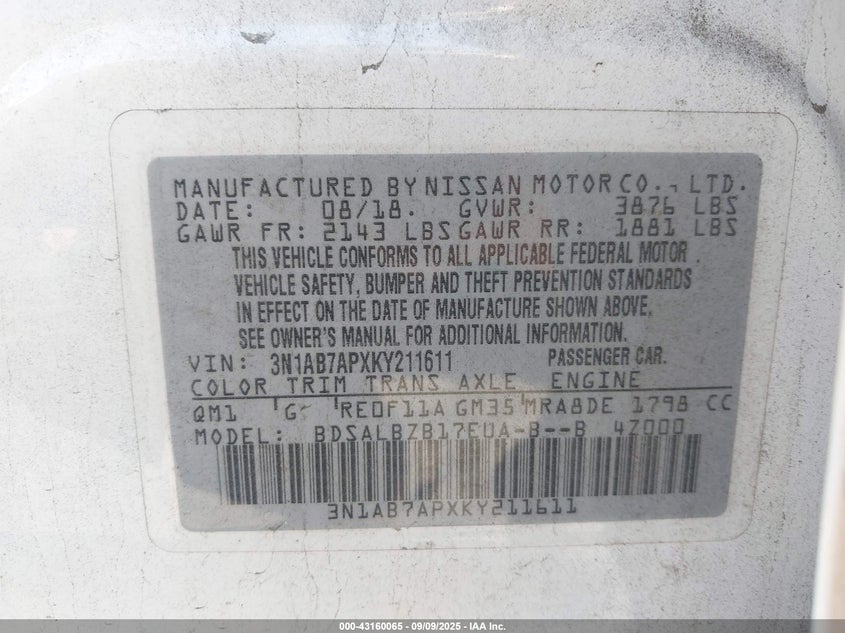 MANUFACTURED BY NISSAN MOTOR CO., LTD.
DATE: 08/18. GVWR: 3876 LBS
GAWR FR: 2143 LBS GAWR RR: 1881 LBS
THIS VEHICLE CONFORMS TO ALL APPLICABLE FEDERAL MOTOR
VEHICLE SAFETY, BUMPER AND THEFT PREVENTION STANDARDS
IN EFFECT ON THE DATE OF MANUFACTURE SHOWN ABOVE.
SEE OWNER'S MANUAL FOR ADDITIONAL INFORMATION.
VIN: 3N1AB7APXKY211611 PASSENGER CAR.
COLOR TRIM TRANS AXLE ENGINE
QM1 G RE0F11A GM35 MRA8DE 1798 CC
MODEL: BDSALBZB17EUA-B--B 4Z000
3N1AB7APXKY211611
000-43160065 - 09/09/2025 - IAA Inc.